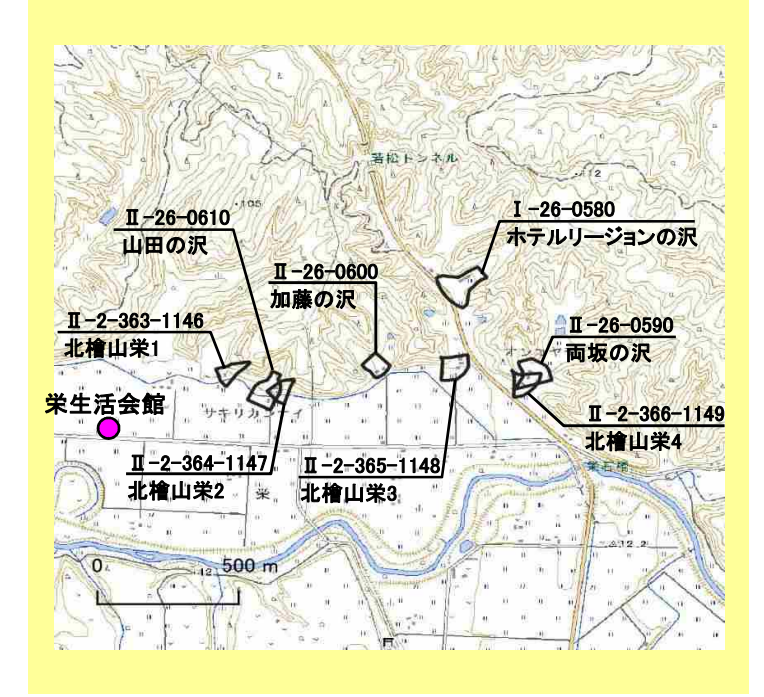 若松トンネル
・112
・105
Ⅱ-26-0610
山田の沢
Ⅰ-26-0580
ホテルリージョンの沢
Ⅱ-26-0600
加藤の沢
Ⅱ-2-363-1146
北檜山栄1
Ⅱ-26-0590
両坂の沢
栄生活会館
サキリカ
Ⅱ-2-366-1149
北檜山栄4
Ⅱ-2-364-1147
北檜山栄2
Ⅱ-2-365-1148
北檜山栄3
栄
0
500 m
12.2